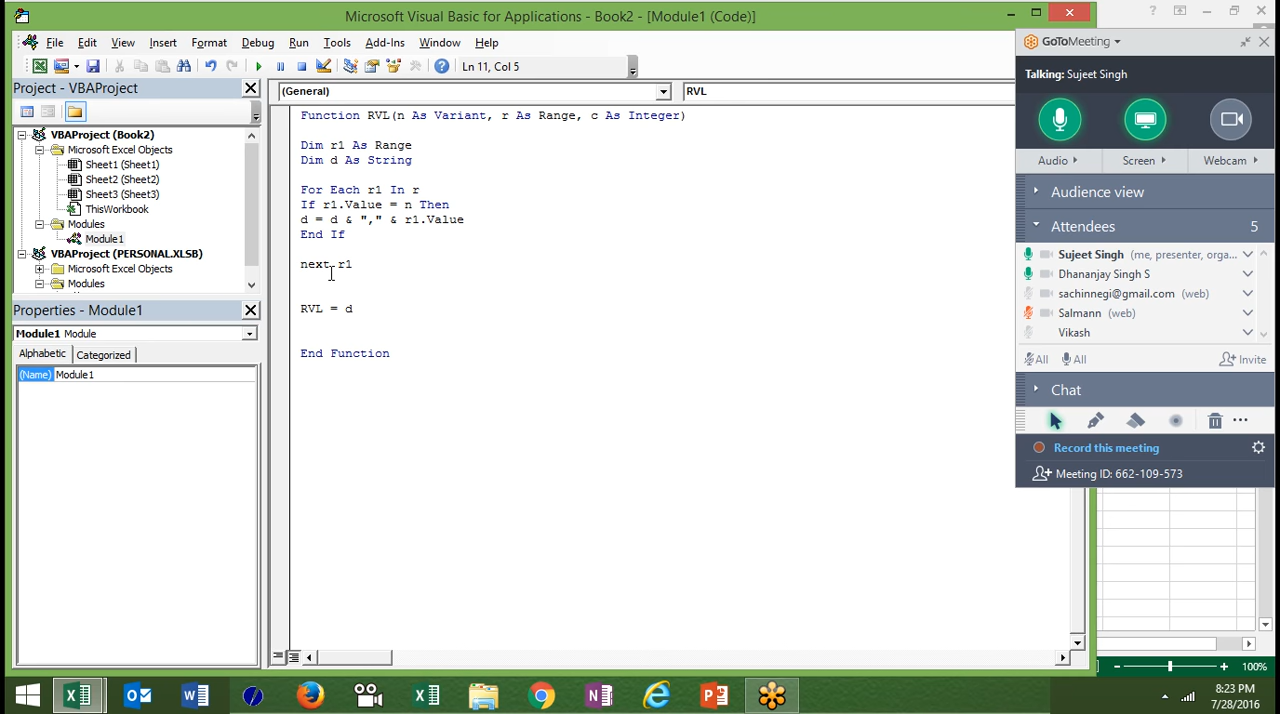 Microsoft Visual Basic for Applications - Book2 - [Module1 (Code)]
File Edit View Insert Format Debug Run Tools Add-Ins Window Help
Ln 11, Col 5
Project - VBAProject
VBAProject (Book2)
Microsoft Excel Objects
Sheet1 (Sheet1)
Sheet2 (Sheet2)
Sheet3 (Sheet3)
ThisWorkbook
Modules
Module1
VBAProject (PERSONAL.XLSB)
Microsoft Excel Objects
Modules
Properties - Module1
Module1 Module
Alphabetic Categorized
(Name) Module1
(General) RVL
Function RVL(n As Variant, r As Range, c As Integer)
Dim r1 As Range
Dim d As String
For Each r1 In r
If r1.Value = n Then
d = d & "," & r1.Value
End If
next r1
RVL = d
End Function
GoToMeeting
Talking: Sujeet Singh
Audio Screen Webcam
Audience view
Attendees 5
Sujeet Singh (me, presenter, orga...
Dhananjay Singh S
sachinnegi@gmail.com (web)
Salmann (web)
Vikash
All All Invite
Chat
Record this meeting
Meeting ID: 662-109-573
100%
8:23 PM
7/28/2016